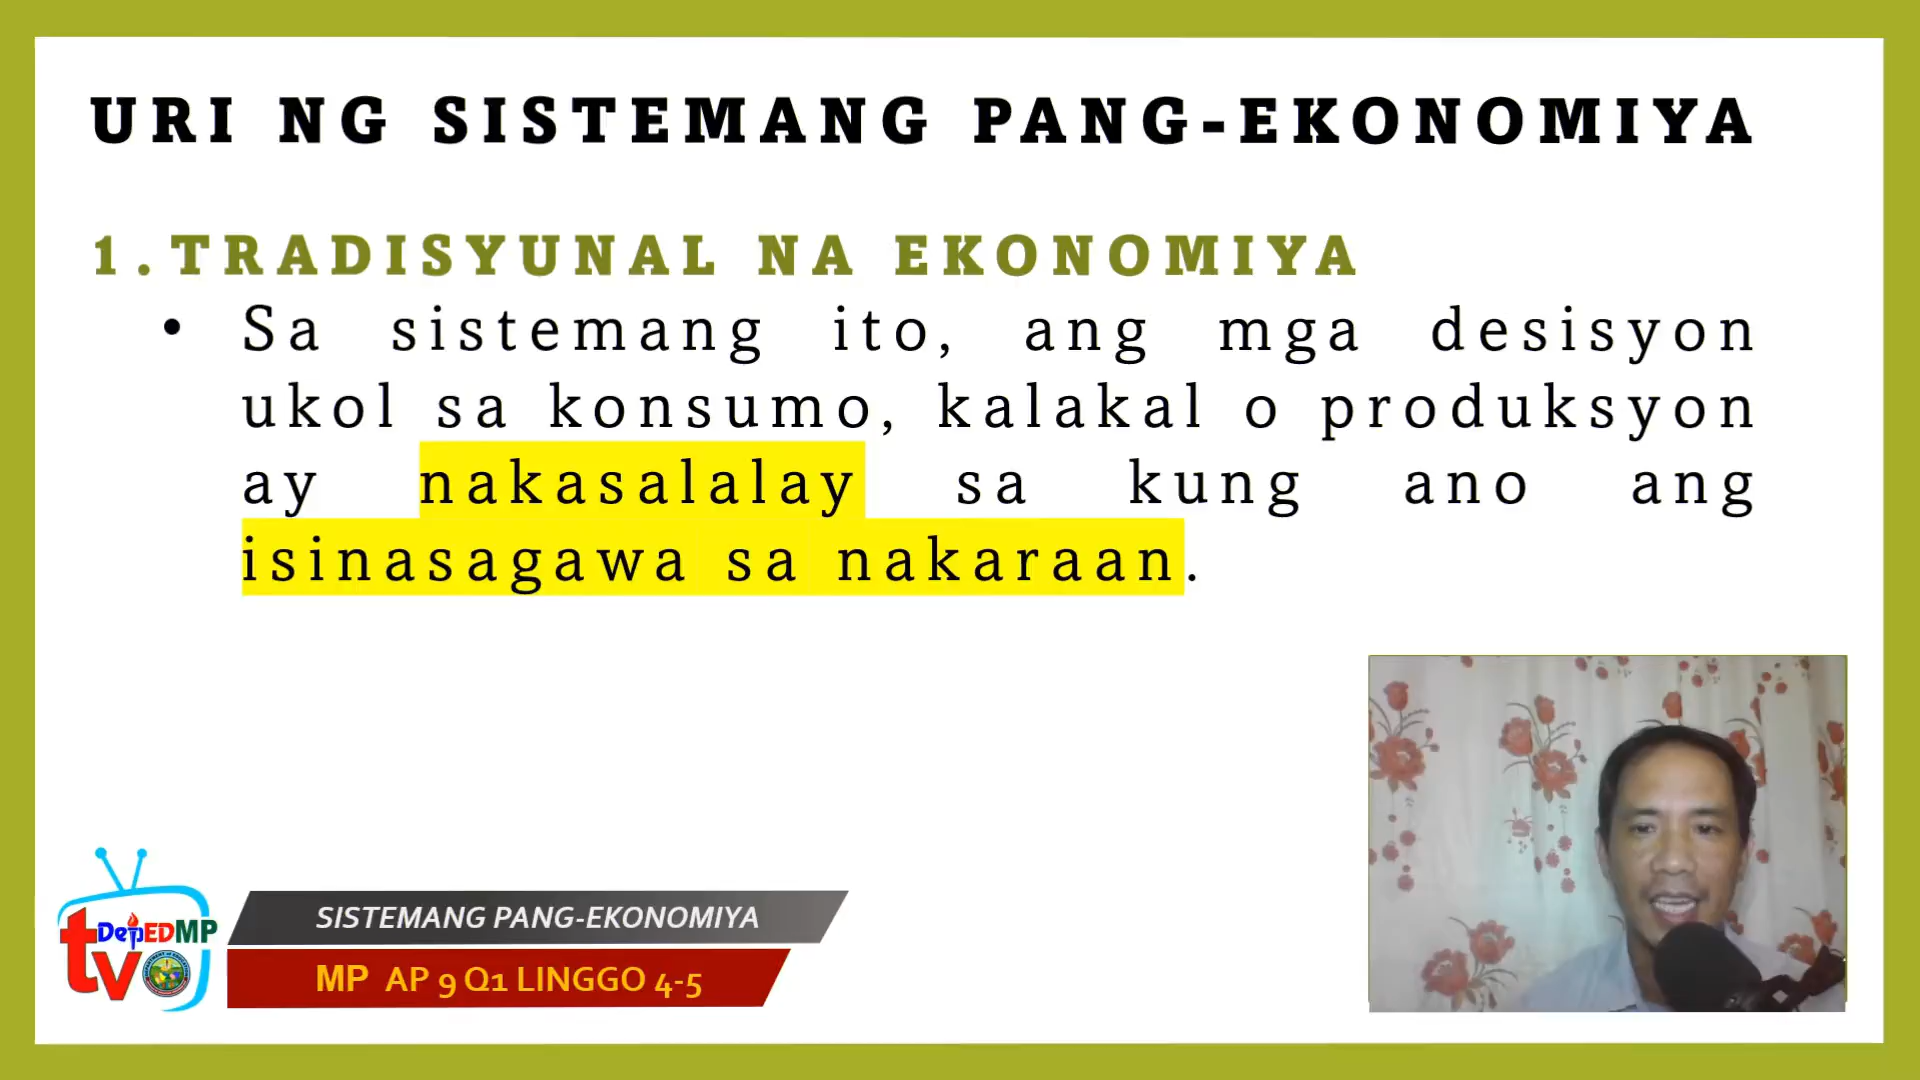 URI NG SISTEMANG PANG-EKONOMIYA
1.TRADISYUNAL NA EKONOMIYA
• Sa sistemang ito, ang mga desisyon
ukol sa konsumo, kalakal o produksyon
ay nakasalalay sa kung ano ang
isinasagawa sa nakaraan.
DepEDMP
tv
SISTEMANG PANG-EKONOMIYA
MP AP 9 Q1 LINGGO 4-5